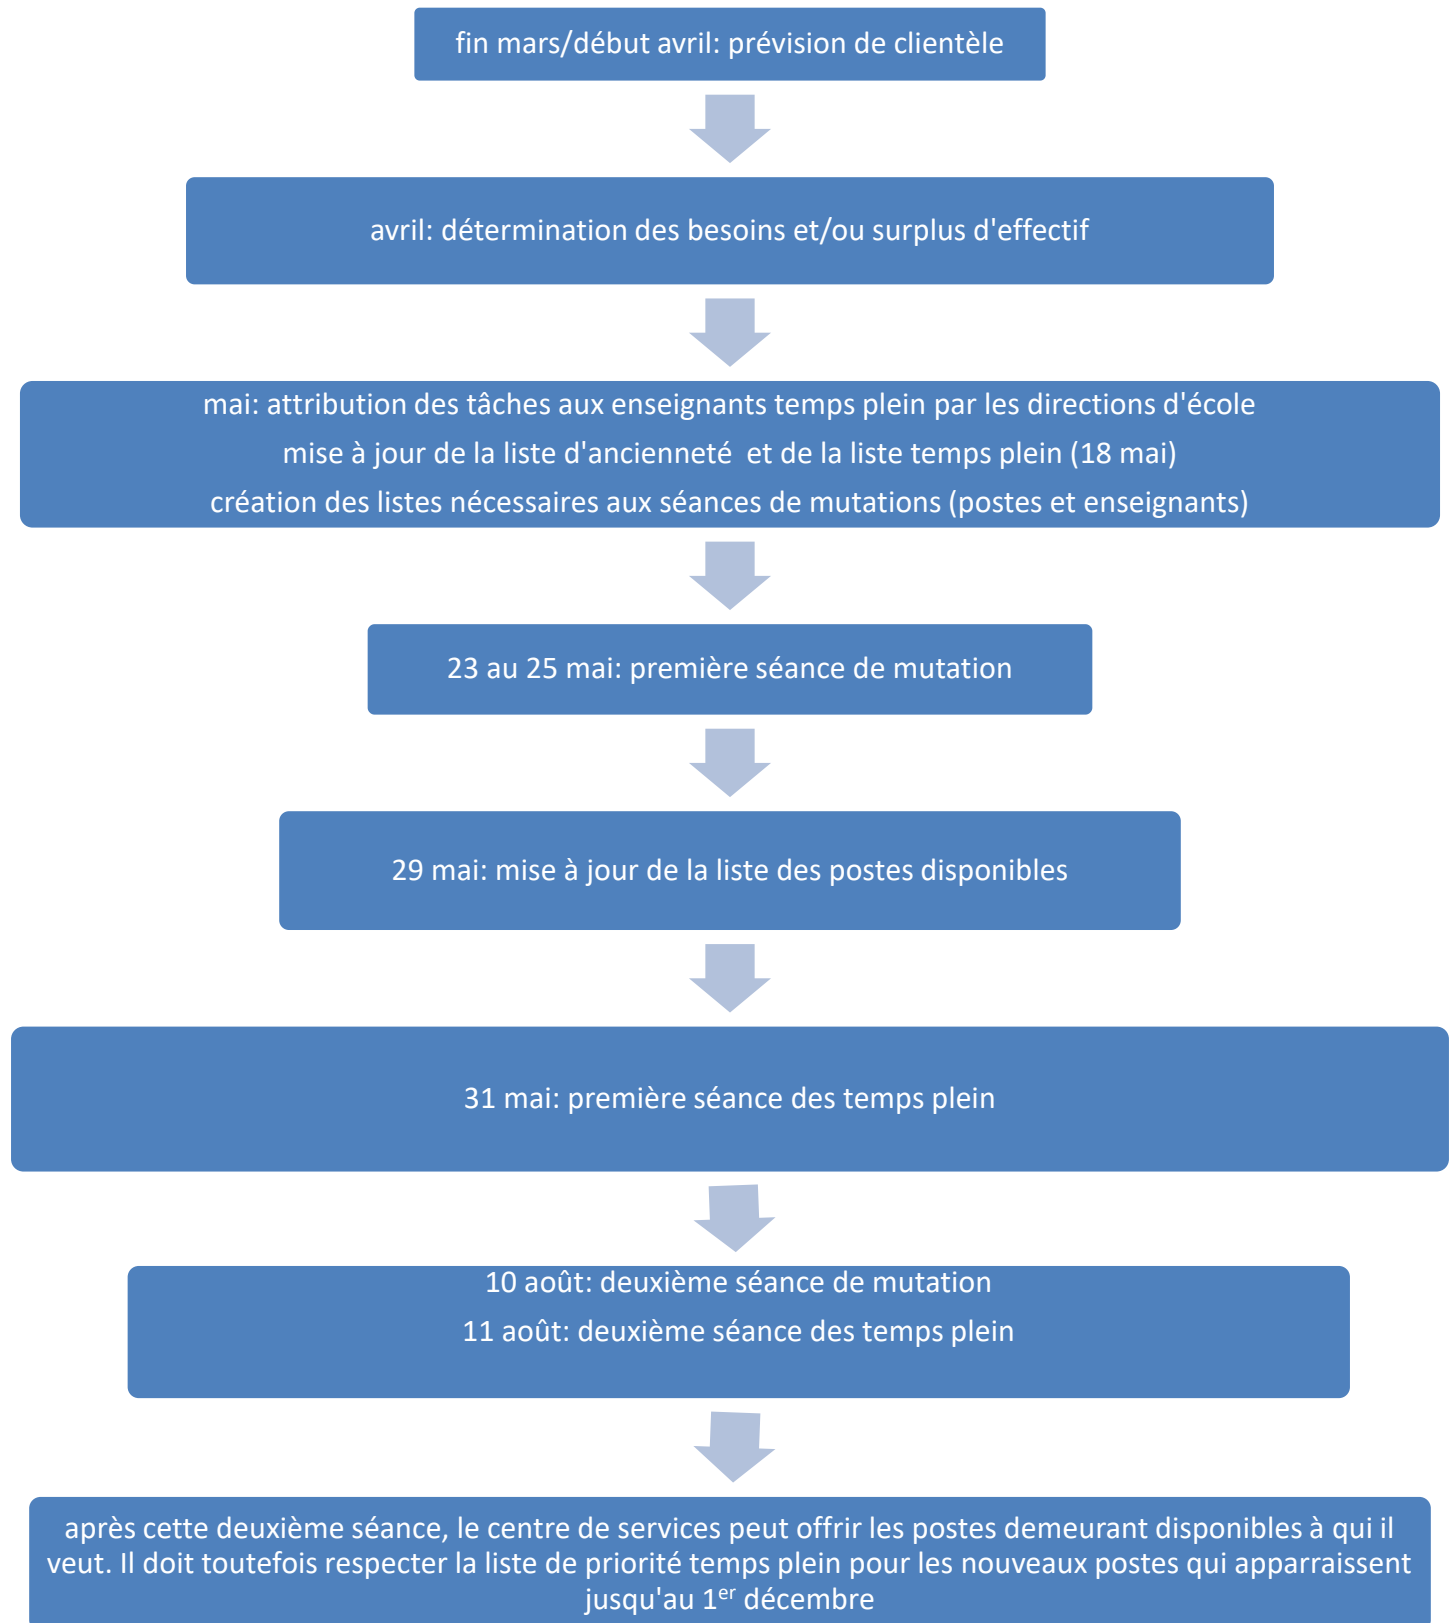 fin mars/début avril: prévision de clientèle
avril: détermination des besoins et/ou surplus d'effectif
mai: attribution des tâches aux enseignants temps plein par les directions d'école
mise à jour de la liste d'ancienneté  et de la liste temps plein (18 mai)
création des listes nécessaires aux séances de mutations (postes et enseignants)
23 au 25 mai: première séance de mutation
29 mai: mise à jour de la liste des postes disponibles
31 mai: première séance des temps plein
10 août: deuxième séance de mutation
11 août: deuxième séance des temps plein
après cette deuxième séance, le centre de services peut offrir les postes demeurant disponibles à qui il
veut. Il doit toutefois respecter la liste de priorité temps plein pour les nouveaux postes qui apparraissent
jusqu'au 1er décembre